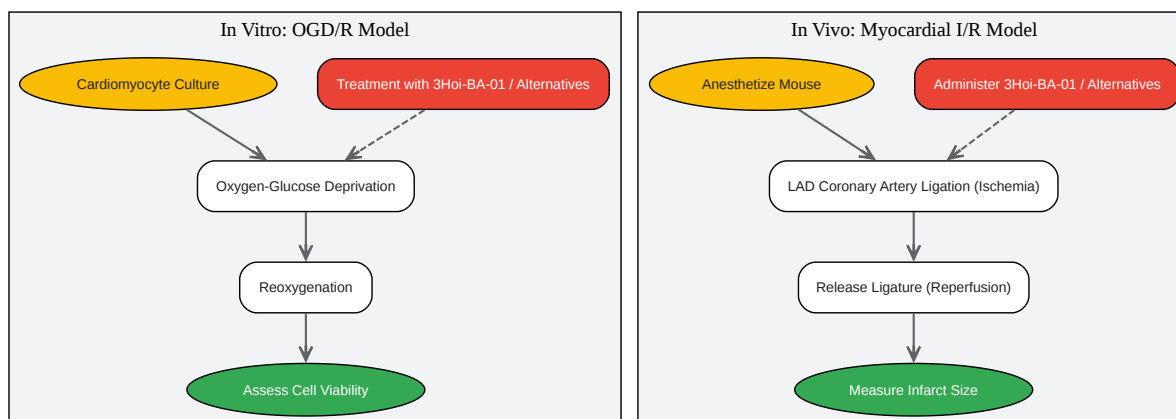 In Vitro: OGD/R Model
Cardiomyocyte Culture
Treatment with 3Hoi-BA-01 / Alternatives
Oxygen-Glucose Deprivation
Reoxygenation
Assess Cell Viability
In Vivo: Myocardial I/R Model
Anesthetize Mouse
Administer 3Hoi-BA-01 / Alternatives
LAD Coronary Artery Ligation (Ischemia)
Release Ligature (Reperfusion)
Measure Infarct Size